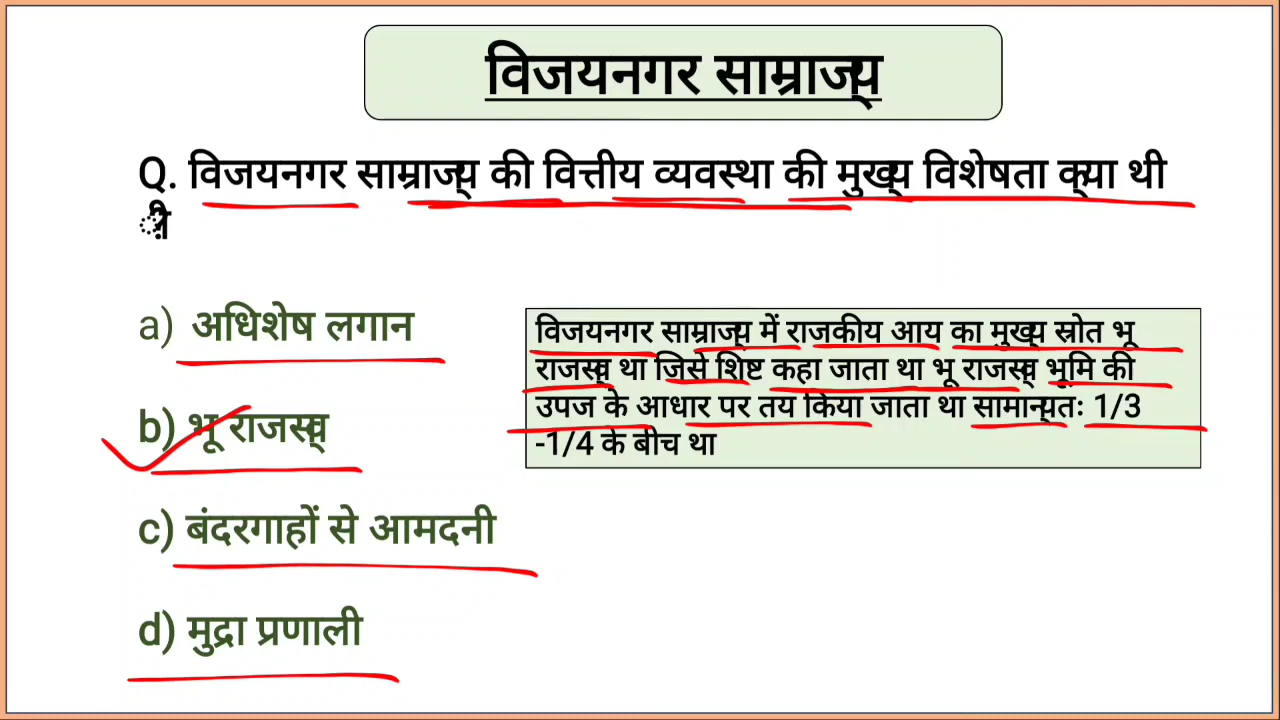 विजयनगर साम्राज्य
Q. विजयनगर साम्राज्य की वित्तीय व्यवस्था की मुख्य विशेषता क्या थी
ी
a) अधिशेष लगान
विजयनगर साम्राज्य में राजकीय आय का मुख्य स्रोत भू
राजस्व था जिसे शिष्ट कहा जाता था भू राजस्व भूमि की
उपज के आधार पर तय किया जाता था सामान्यतः 1/3
-1/4 के बीच था
b) भू राजस्व
c) बंदरगाहों से आमदनी
d) मुद्रा प्रणाली